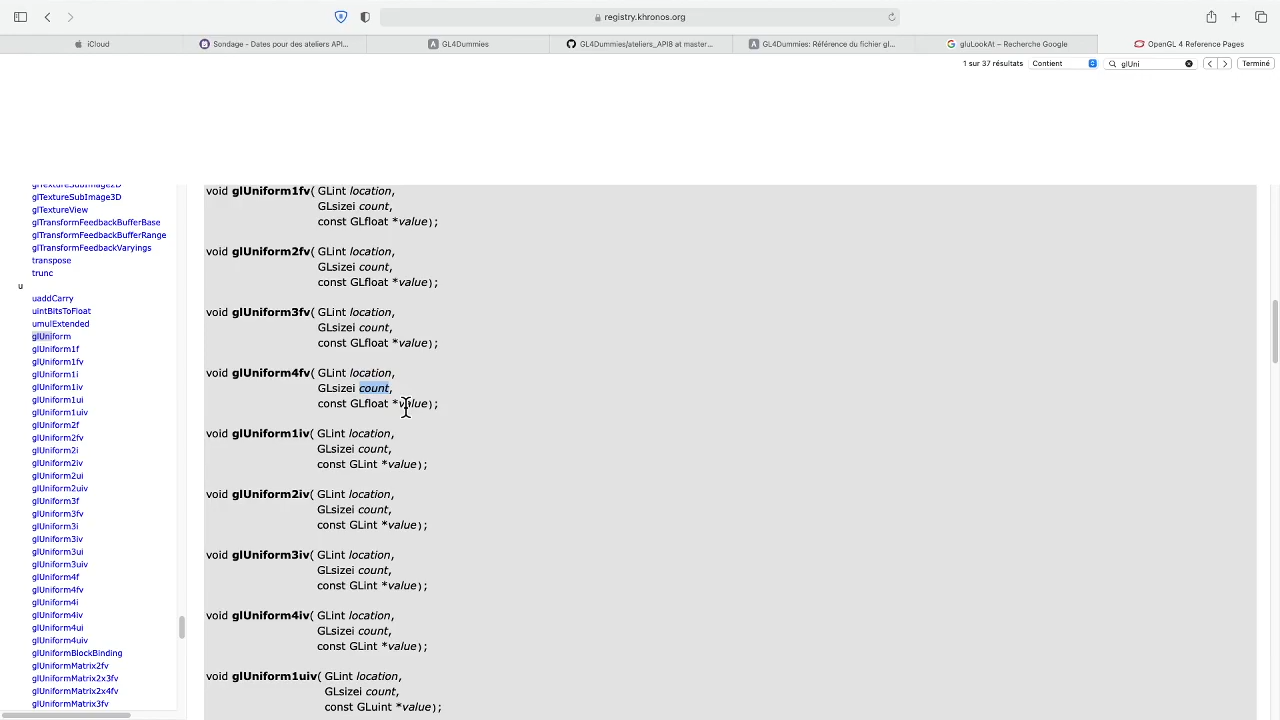 registry.khronos.org
iCloud
Sondage - Dates pour des ateliers API...
GL4Dummies
GL4Dummies/ateliers_API8 at master...
GL4Dummies: Référence du fichier gl...
gluLookAt – Recherche Google
OpenGL 4 Reference Pages
1 sur 37 résultats
Contient
glUni
Terminé
glTextureSubImage2D
glTextureSubImage3D
glTextureView
glTransformFeedbackBufferBase
glTransformFeedbackBufferRange
glTransformFeedbackVaryings
transpose
trunc
u
uaddCarry
uintBitsToFloat
umulExtended
glUniform
glUniform1f
glUniform1fv
glUniform1i
glUniform1iv
glUniform1ui
glUniform1uiv
glUniform2f
glUniform2fv
glUniform2i
glUniform2iv
glUniform2ui
glUniform2uiv
glUniform3f
glUniform3fv
glUniform3i
glUniform3iv
glUniform3ui
glUniform3uiv
glUniform4f
glUniform4fv
glUniform4i
glUniform4iv
glUniform4ui
glUniform4uiv
glUniformBlockBinding
glUniformMatrix2fv
glUniformMatrix2x3fv
glUniformMatrix2x4fv
glUniformMatrix3fv
void glUniform1fv( GLint location,
GLsizei count,
const GLfloat *value);
void glUniform2fv( GLint location,
GLsizei count,
const GLfloat *value);
void glUniform3fv( GLint location,
GLsizei count,
const GLfloat *value);
void glUniform4fv( GLint location,
GLsizei count,
const GLfloat *value);
void glUniform1iv( GLint location,
GLsizei count,
const GLint *value);
void glUniform2iv( GLint location,
GLsizei count,
const GLint *value);
void glUniform3iv( GLint location,
GLsizei count,
const GLint *value);
void glUniform4iv( GLint location,
GLsizei count,
const GLint *value);
void glUniform1uiv( GLint location,
GLsizei count,
const GLuint *value);